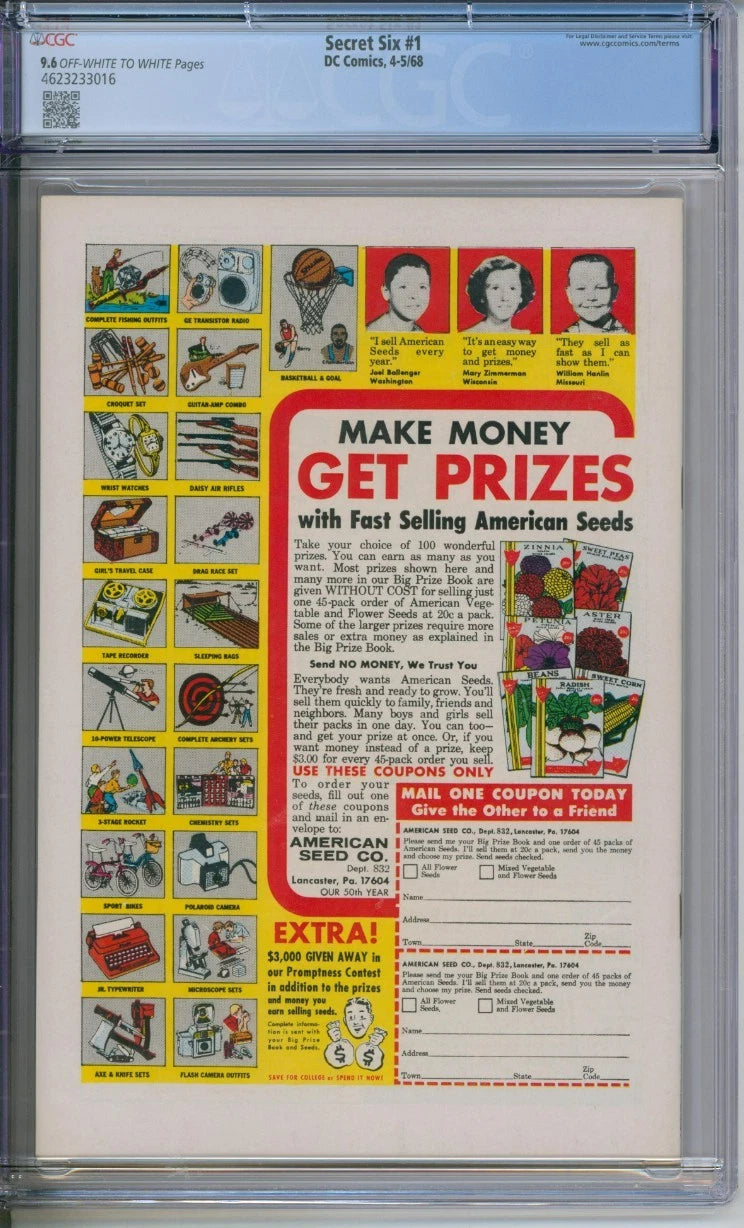 CGC
Secret Six #1
For Legal Disclaimer and Service Terms please visit
www.cgccomics.com/terms
9.6 OFF-WHITE TO WHITE Pages
DC Comics, 4-5/68
4623233016
CGC
COMPLETE FISHING OUTFITS
GE TRANSISTOR RADIO
CROQUET SET
GUITAR-AMP COMBO
WRIST WATCHES
DAISY AIR RIFLES
GIRL'S TRAVEL CASE
DRAG RACE SET
TAPE RECORDER
SLEEPING BAGS
30-POWER TELESCOPE
COMPLETE ARCHERY SETS
3-STAGE ROCKET
CHEMISTRY SETS
SPORT BIKES
POLAROID CAMERA
JR. TYPEWRITER
MICROSCOPE SETS
AXE & KNIFE SETS
FLASH CAMERA OUTFITS
BASKETBALL & GOAL
"I sell American
Seeds every
year."
Joel Ballenger
Washington
"It's an easy way
to get money
and prizes."
Mary Zimmerman
Wisconsin
"They sell as
fast as I can
show them."
William Hanlin
Missouri
MAKE MONEY
GET PRIZES
with Fast Selling American Seeds
Take your choice of 100 wonderful
prizes. You can earn as many as you
want. Most prizes shown here and
many more in our Big Prize Book are
given WITHOUT COST for selling just
one 45-pack order of American Vege-
table and Flower Seeds at 20c a pack.
Some of the larger prizes require more
sales or extra money as explained in
the Big Prize Book.
Send NO MONEY, We Trust You
Everybody wants American Seeds.
They're fresh and ready to grow. You'll
sell them quickly to family, friends and
neighbors. Many boys and girls sell
their packs in one day. You can too—
and get your prize at once. Or, if you
want money instead of a prize, keep
$3.00 for every 45-pack order you sell.
USE THESE COUPONS ONLY
To order your
seeds, fill out one
of these coupons
and mail in an en-
velope to:
AMERICAN
SEED CO.
Dept. 832
Lancaster, Pa. 17604
OUR 50th YEAR
ZINNIA
SWEET PEAS
PETUNIA
ASTER
BEANS
RADISH
SWEET CORN
EXTRA!
$3,000 GIVEN AWAY in
our Promptness Contest
in addition to the prizes
and money you
earn selling seeds.
Complete informa-
tion is sent with
your Big Prize
Book and Seeds.
$ $
SAVE FOR COLLEGE or SPEND IT NOW!
MAIL ONE COUPON TODAY
Give the Other to a Friend
AMERICAN SEED CO., Dept. 832, Lancaster, Pa. 17604
Please send me your Big Prize Book and one order of 45 packs of
American Seeds. I'll sell them at 20c a pack, send you the money
and choose my prize. Send seeds checked.
All Flower
Seeds
Mixed Vegetable
and Flower Seeds
Name
Address
Town State Zip Code
AMERICAN SEED CO., Dept. 832, Lancaster, Pa. 17604
Please send me your Big Prize Book and one order of 45 packs of
American Seeds. I'll sell them at 20c a pack, send you the money
and choose my prize. Send seeds checked.
All Flower
Seeds,
Mixed Vegetable
and Flower Seeds
Name
Address
Town State Zip Code